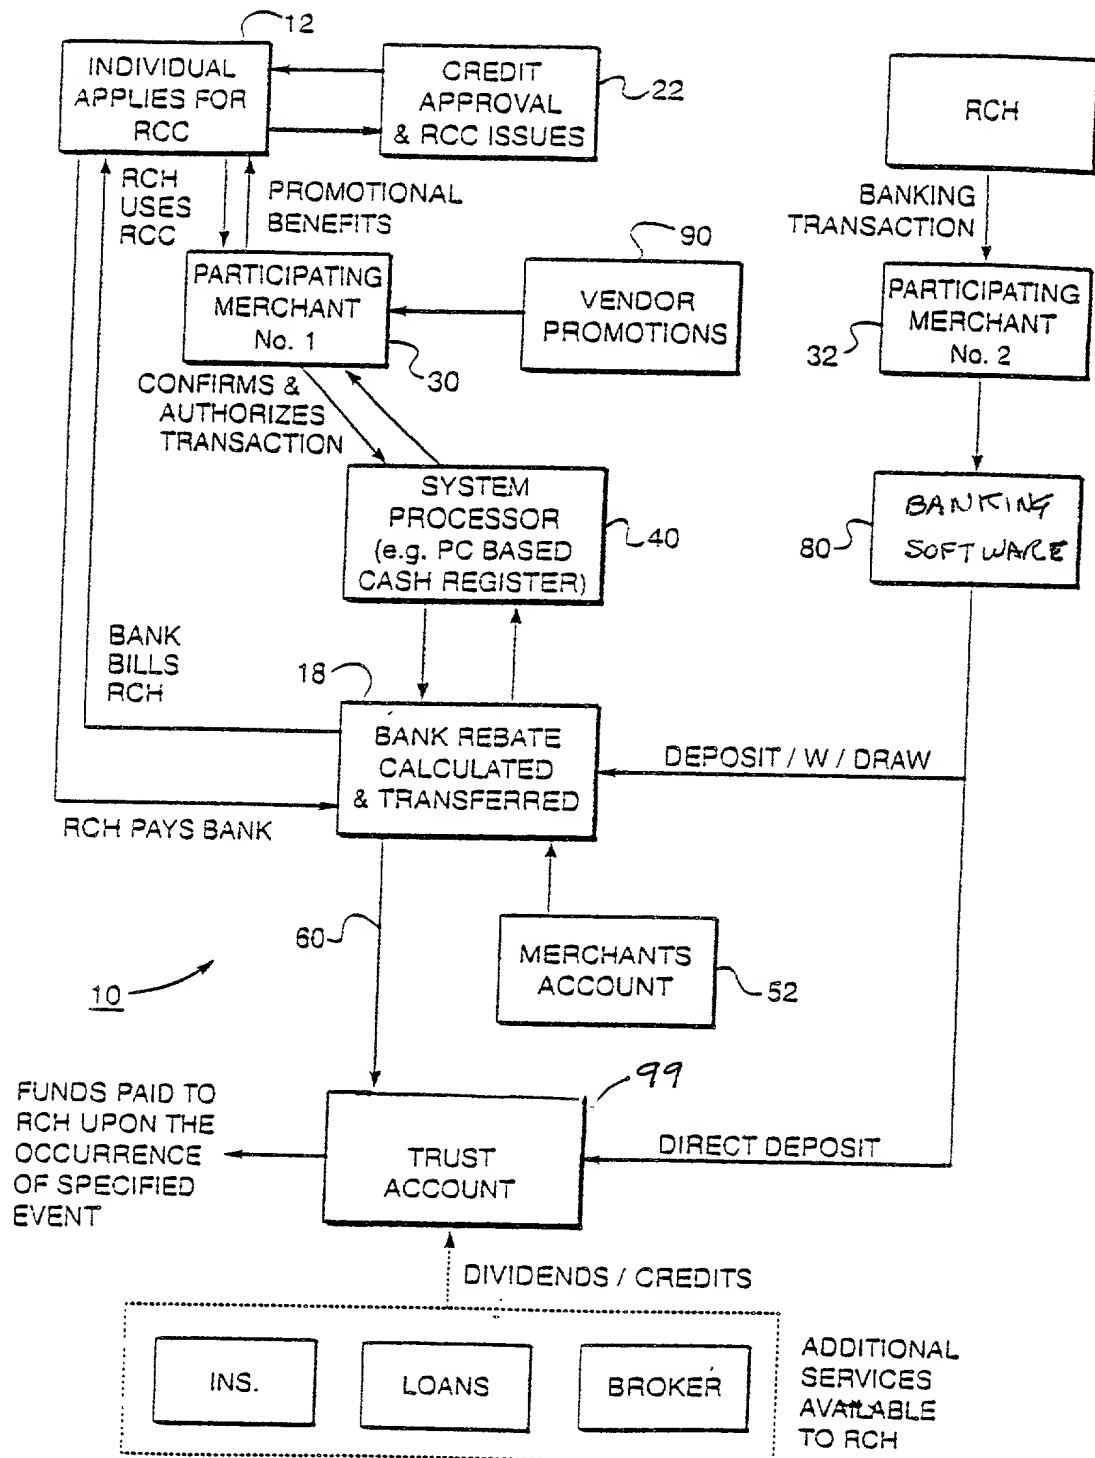 12
INDIVIDUAL
APPLIES FOR
RCC
CREDIT
APPROVAL
& RCC ISSUES
22
RCH
RCH
USES
RCC
PROMOTIONAL
BENEFITS
BANKING
TRANSACTION
90
PARTICIPATING
MERCHANT
No. 1
30
VENDOR
PROMOTIONS
PARTICIPATING
MERCHANT
No. 2
32
CONFIRMS &
AUTHORIZES
TRANSACTION
SYSTEM
PROCESSOR
(e.g. PC BASED
CASH REGISTER)
40
BANKING
SOFTWARE
80
BANK
BILLS
RCH
18
BANK REBATE
CALCULATED
& TRANSFERRED
DEPOSIT / W / DRAW
RCH PAYS BANK
60
MERCHANTS
ACCOUNT
52
10
FUNDS PAID TO
RCH UPON THE
OCCURRENCE
OF SPECIFIED
EVENT
99
TRUST
ACCOUNT
DIRECT DEPOSIT
DIVIDENDS / CREDITS
INS.
LOANS
BROKER
ADDITIONAL
SERVICES
AVAILABLE
TO RCH